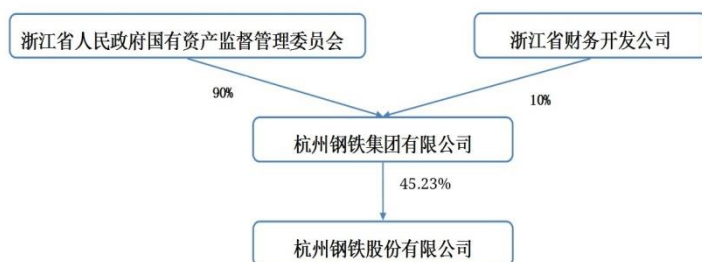 浙江省人民政府国有资产监督管理委员会
浙江省财务开发公司
90%
10%
杭州钢铁集团有限公司
45.23%
杭州钢铁股份有限公司